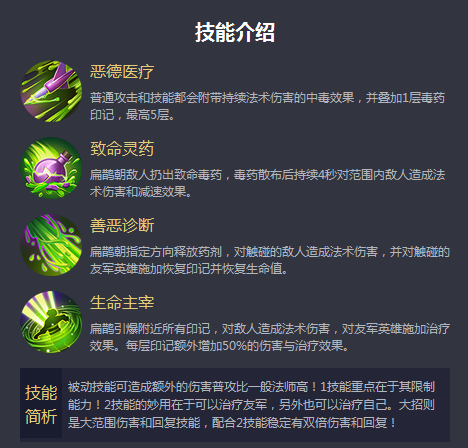 技能介绍
恶德医疗
普通攻击和技能都会附带持续法术伤害的中毒效果，并叠加1层毒药
印记，最高5层。
致命灵药
扁鹊朝敌人扔出致命毒药，毒药散布后持续4秒对范围内敌人造成法
术伤害和减速效果。
善恶诊断
扁鹊朝指定方向释放药剂，对触碰的敌人造成法术伤害，并对触碰的
友军英雄施加恢复印记并恢复生命值。
生命主宰
扁鹊引爆附近所有印记，对敌人造成法术伤害，对友军英雄施加治疗
效果。每层印记额外增加50%的伤害与治疗效果。
技能
简析
被动技能可造成额外的伤害普攻比一般法师高！1技能重点在于其限制
能力！2技能的妙用在于可以治疗友军，另外也可以治疗自己。大招则
是大范围伤害和回复技能，配合2技能稳定有双倍伤害和回复！